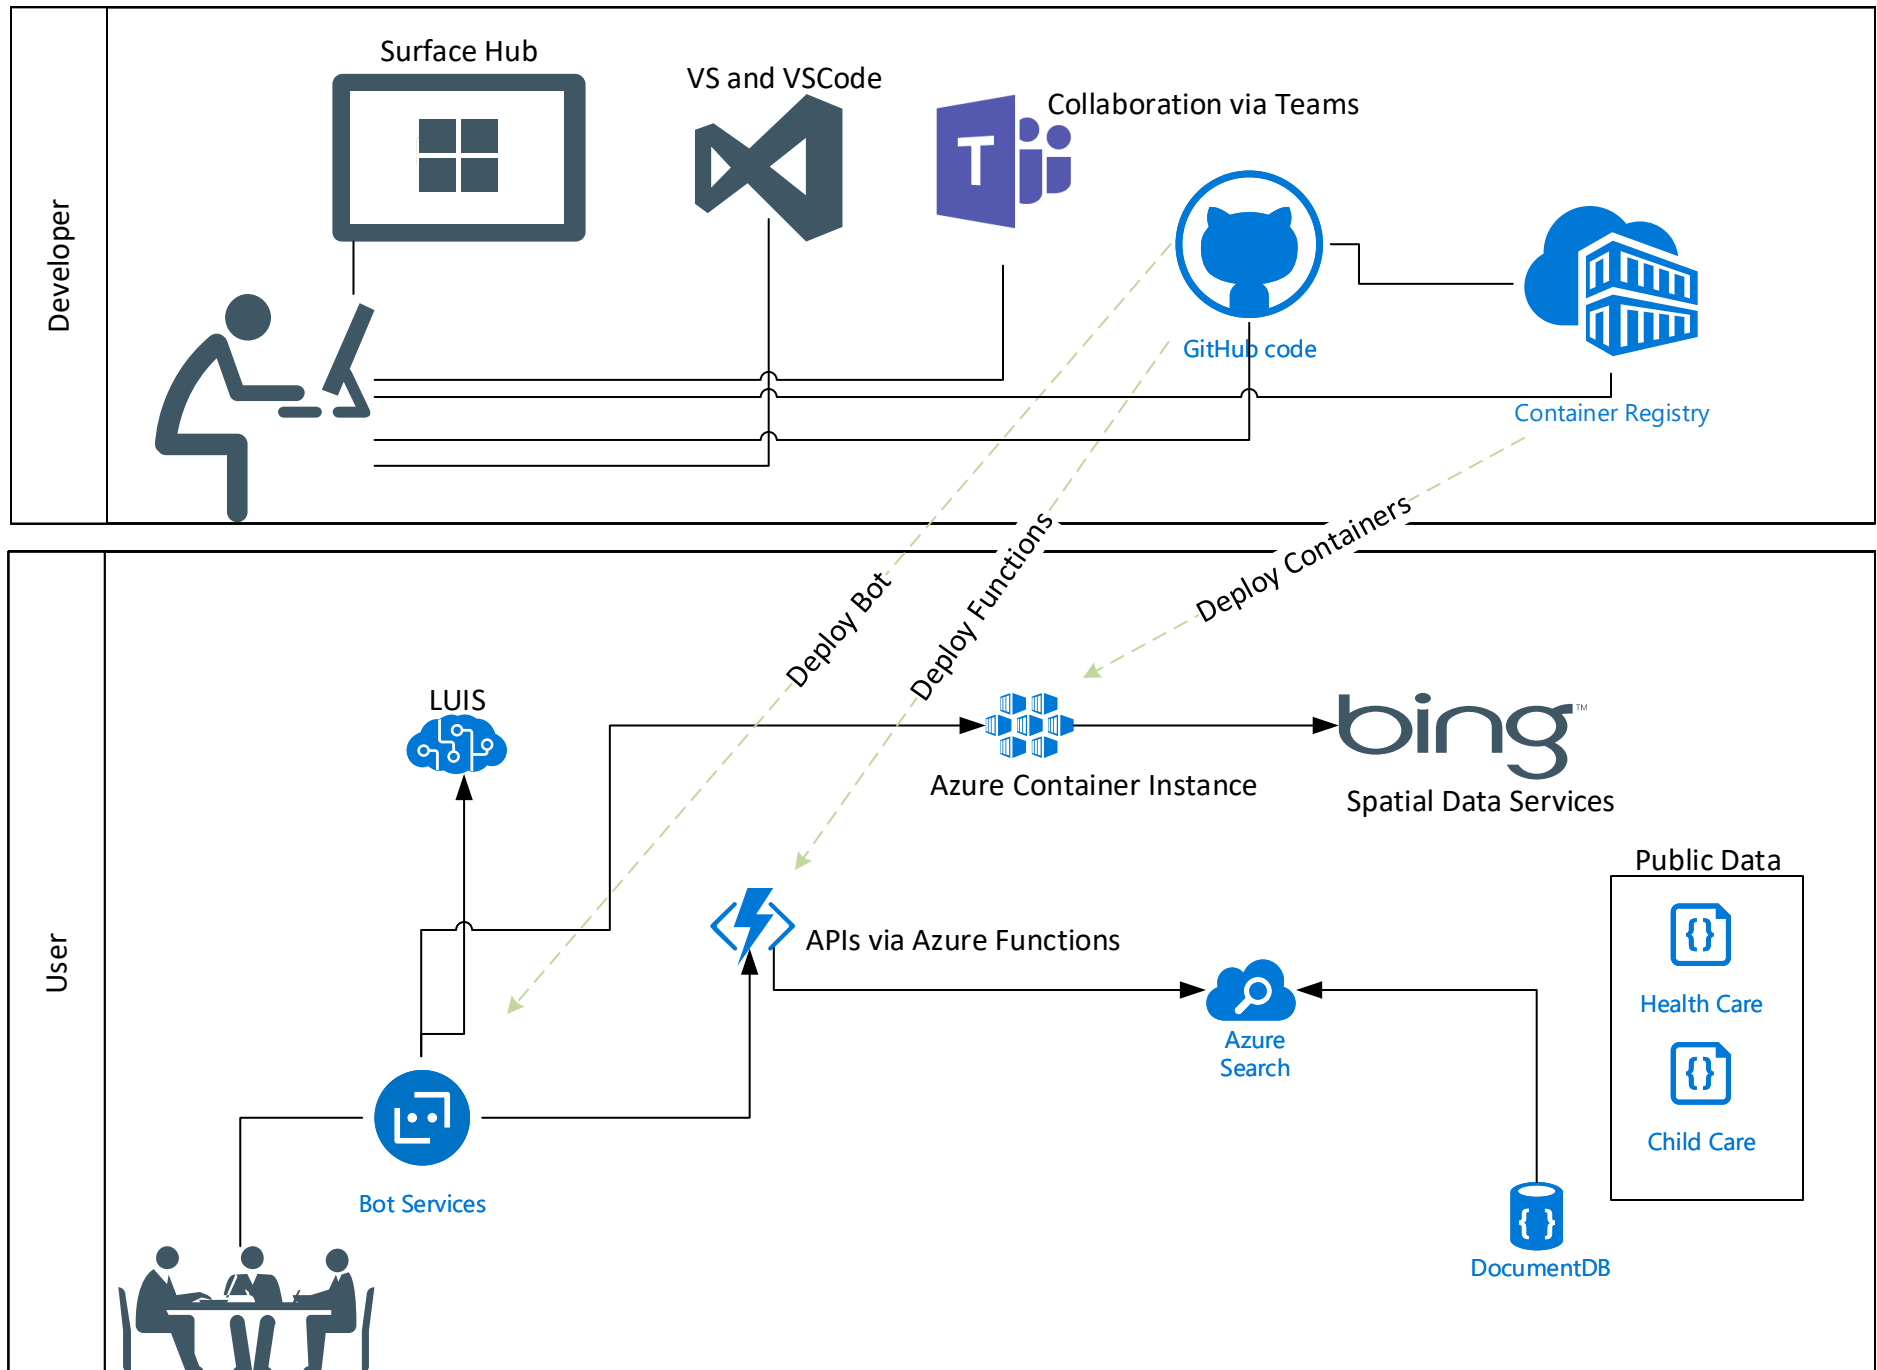 Developer
Surface Hub
VS and VSCode
Collaboration via Teams
T
GitHub code
Container Registry
Deploy Bot
Deploy Functions
Deploy Containers
User
LUIS
Azure Container Instance
bing™
Spatial Data Services
Public Data
{}
Health Care
{}
Child Care
APIs via Azure Functions
Azure
Search
Bot Services
{ }
DocumentDB